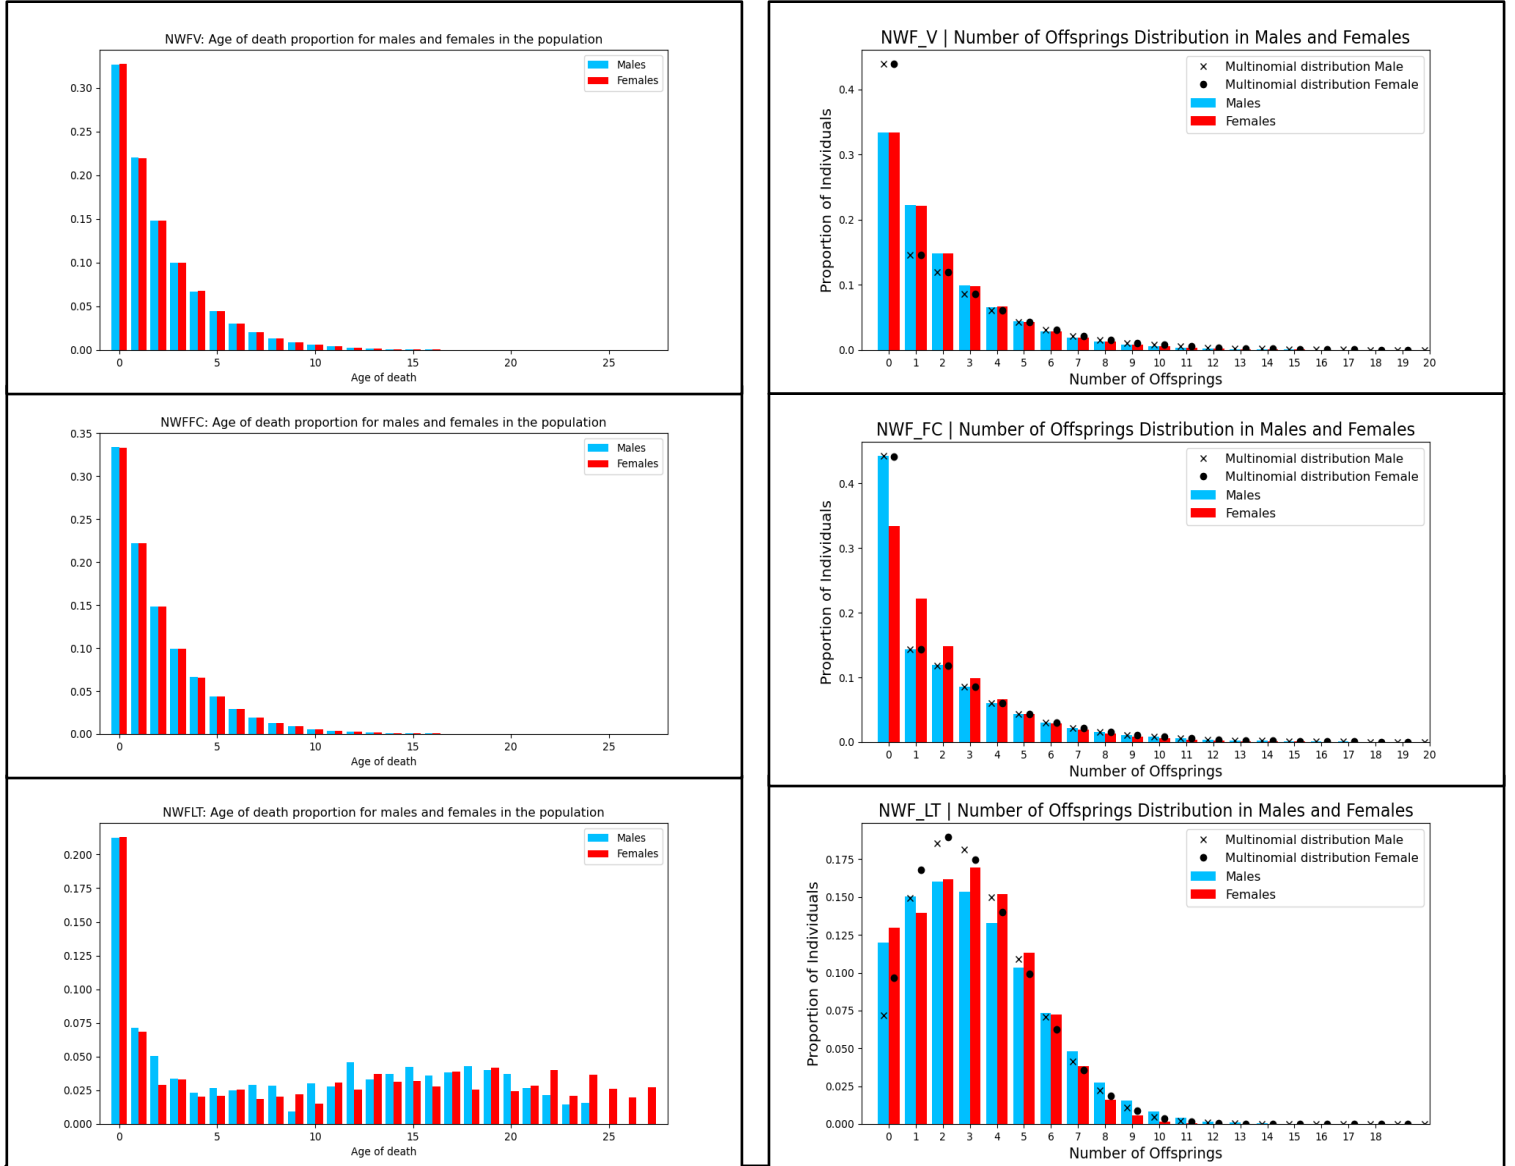 NWFV: Age of death proportion for males and females in the population
Males
Females
0.30
0.25
0.20
0.15
0.10
0.05
0.00
0 5 10 15 20 25
Age of death
NWF_V | Number of Offsprings Distribution in Males and Females
Multinomial distribution Male
Multinomial distribution Female
Males
Females
Proportion of Individuals
0.4
0.3
0.2
0.1
0.0
0 1 2 3 4 5 6 7 8 9 10 11 12 13 14 15 16 17 18 19 20
Number of Offsprings
NWFFC: Age of death proportion for males and females in the population
Males
Females
0.35
0.30
0.25
0.20
0.15
0.10
0.05
0.00
0 5 10 15 20 25
Age of death
NWF_FC | Number of Offsprings Distribution in Males and Females
Multinomial distribution Male
Multinomial distribution Female
Males
Females
Proportion of Individuals
0.4
0.3
0.2
0.1
0.0
0 1 2 3 4 5 6 7 8 9 10 11 12 13 14 15 16 17 18 19 20
Number of Offsprings
NWFLT: Age of death proportion for males and females in the population
Males
Females
0.200
0.175
0.150
0.125
0.100
0.075
0.050
0.025
0.000
0 5 10 15 20 25
Age of death
NWF_LT | Number of Offsprings Distribution in Males and Females
Multinomial distribution Male
Multinomial distribution Female
Males
Females
Proportion of Individuals
0.175
0.150
0.125
0.100
0.075
0.050
0.025
0.000
0 1 2 3 4 5 6 7 8 9 10 11 12 13 14 15 16 17 18
Number of Offsprings